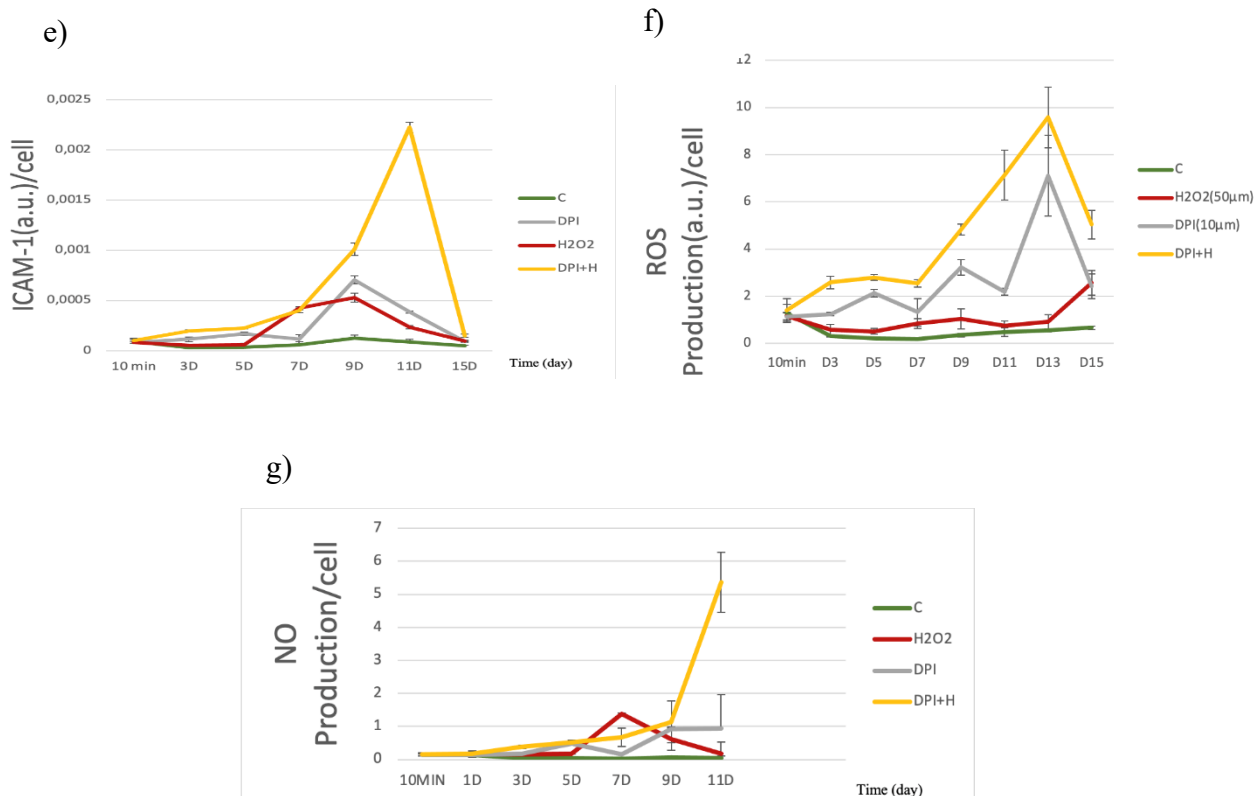 e)
ICAM-1(a.u.)/cell
0,0025
0,002
0,0015
0,001
0,0005
0
10 min 3D 5D 7D 9D 11D 15D
Time (day)
C
DPI
H2O2
DPI+H
f)
ROS
Production(a.u.)/cell
12
10
8
6
4
2
0
10min D3 D5 D7 D9 D11 D13 D15
C
H2O2(50µm)
DPI(10µm)
DPI+H
g)
NO
Production/cell
7
6
5
4
3
2
1
0
10MIN 1D 3D 5D 7D 9D 11D
Time (day)
C
H2O2
DPI
DPI+H